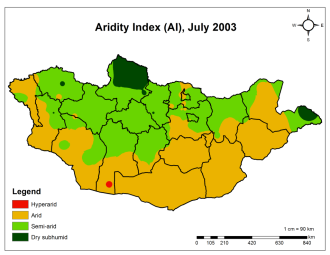 Aridity Index (AI), July 2003
N
W
E
S
Legend
Hyperarid
Arid
Semi-arid
Dry subhumid
1 cm = 90 km
km
0 105 210 420 630 840